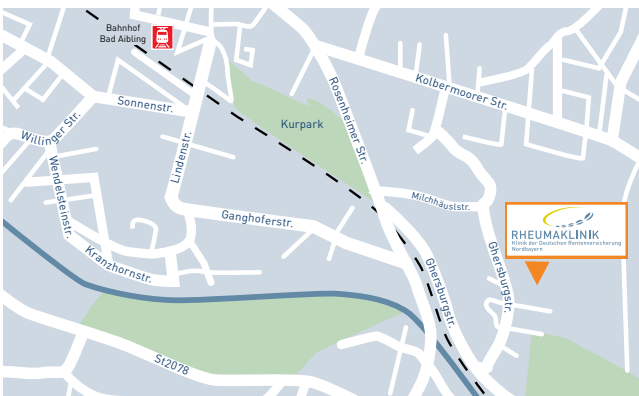 Bahnhof
Bad Aibling
Kolbermoorer Str.
Rosenheimer Str.
Sonnenstr.
Kurpark
Willinger Str.
Lindenstr.
Wendelsteinstr.
Milchhäuslstr.
Ganghoferstr.
RHEUMAKLINIK
Klinik der Deutschen Rentenversicherung
Nordbayern
Ghersburgstr.
Kranzhornstr.
Ghersburgstr.
St2078